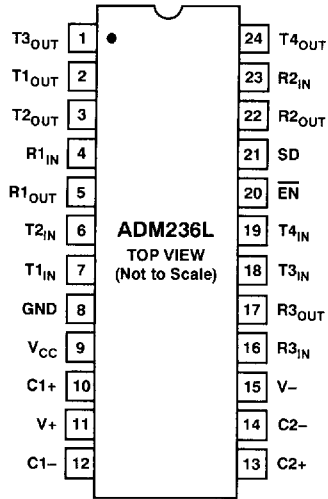 T3OUT 1 24 T4OUT
T1OUT 2 23 R2IN
T2OUT 3 22 R2OUT
R1IN 4 21 SD
R1OUT 5 20 E̅N̅
T2IN 6 ADM236L 19 T4IN
TOP VIEW
T1IN 7 (Not to Scale) 18 T3IN
GND 8 17 R3OUT
VCC 9 16 R3IN
C1+ 10 15 V–
V+ 11 14 C2–
C1– 12 13 C2+